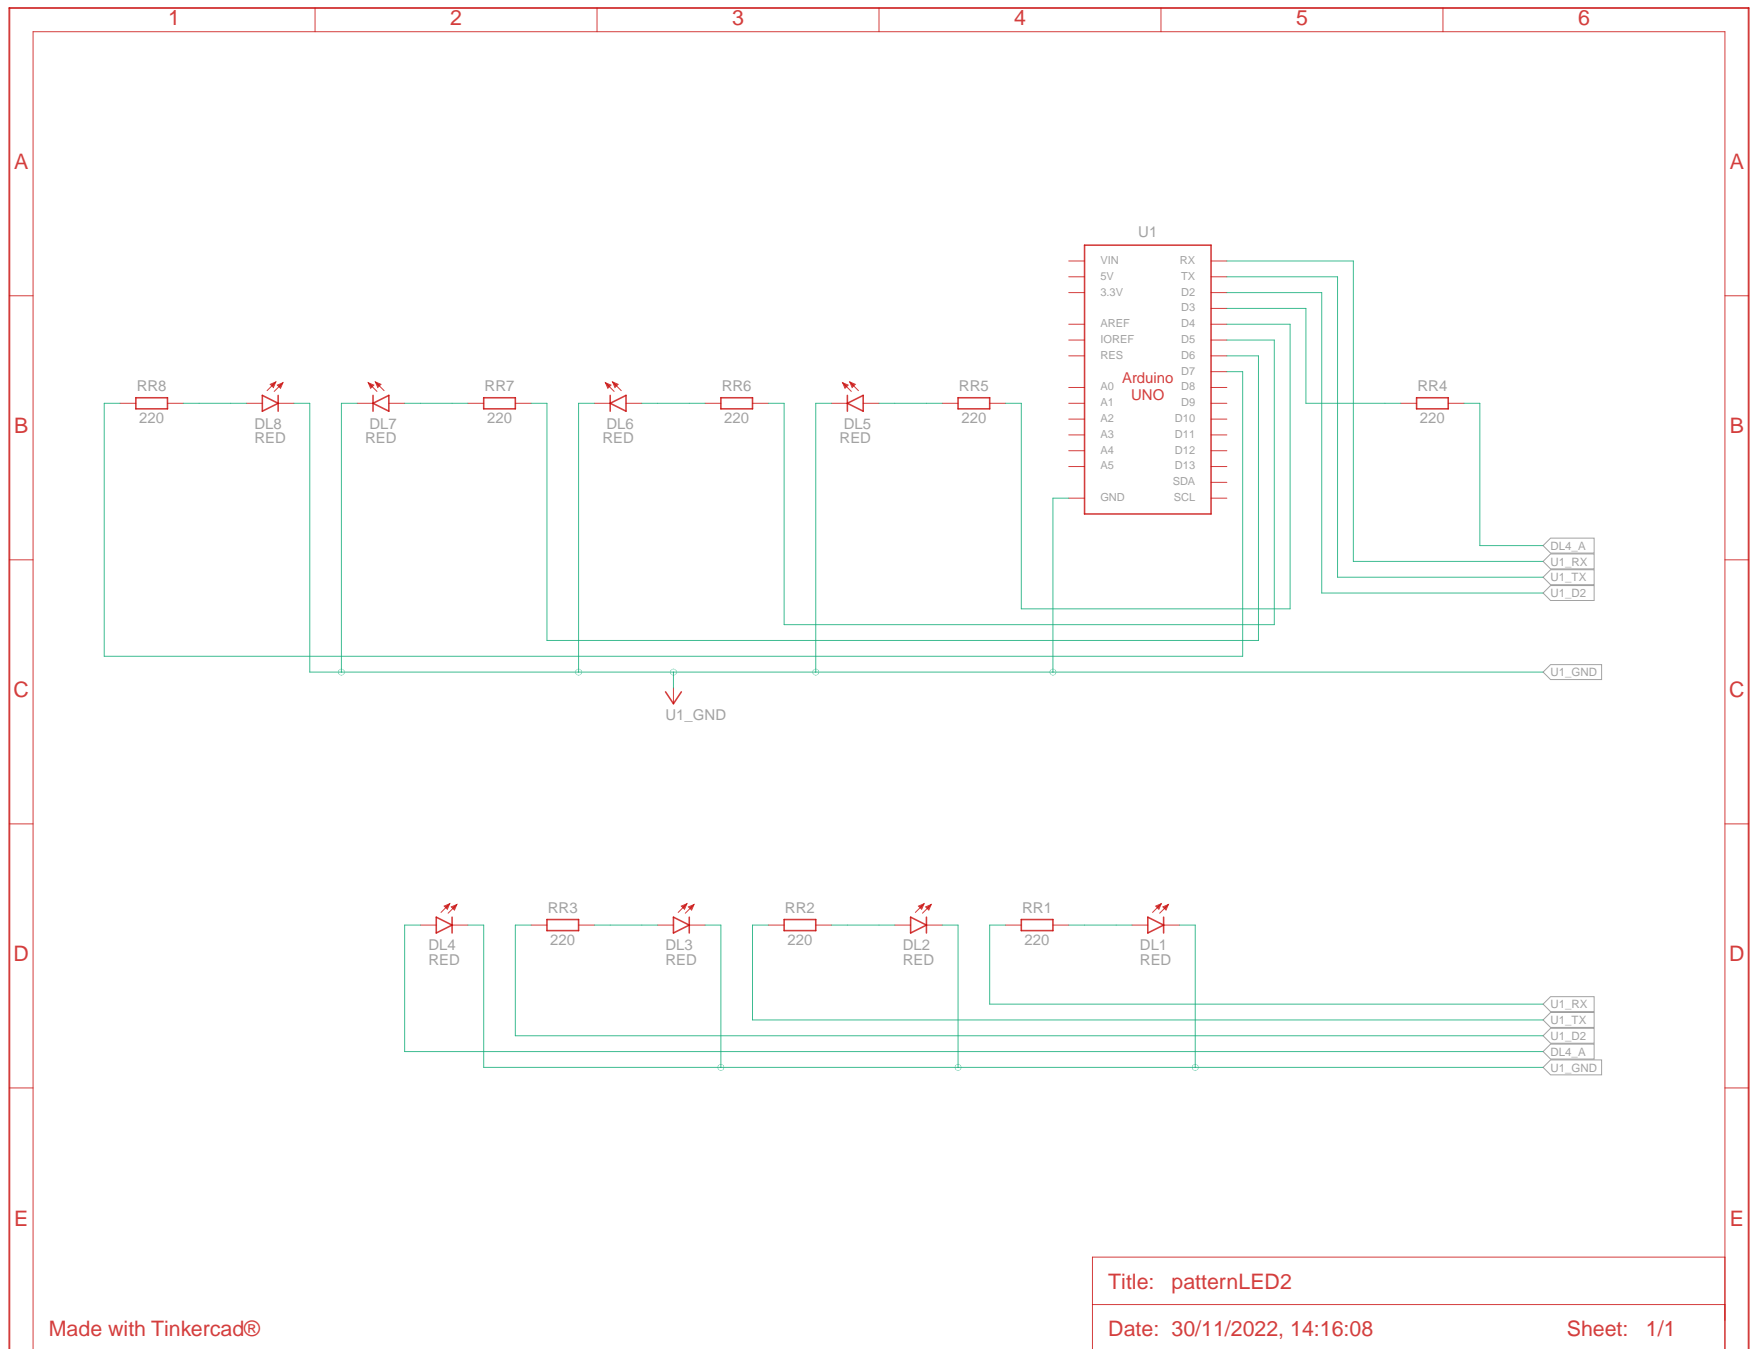 1 2 3 4 5 6
A A
U1
VIN RX
5V TX
3.3V D2
D3
AREF D4
IOREF D5
RES D6
D7
A0 D8
A1 D9
A2 D10
A3 D11
A4 D12
A5 D13
SDA
GND SCL
Arduino
UNO
RR8 RR7 RR6 RR5 RR4
220 220 220 220 220
DL8 DL7 DL6 DL5
RED RED RED RED
B B
DL4_A
U1_RX
U1_TX
U1_D2
U1_GND
C C
U1_GND
RR3 RR2 RR1
220 220 220
DL4 DL3 DL2 DL1
RED RED RED RED
D D
U1_RX
U1_TX
U1_D2
DL4_A
U1_GND
E E
Title: patternLED2
Made with Tinkercad®
Date: 30/11/2022, 14:16:08 Sheet: 1/1